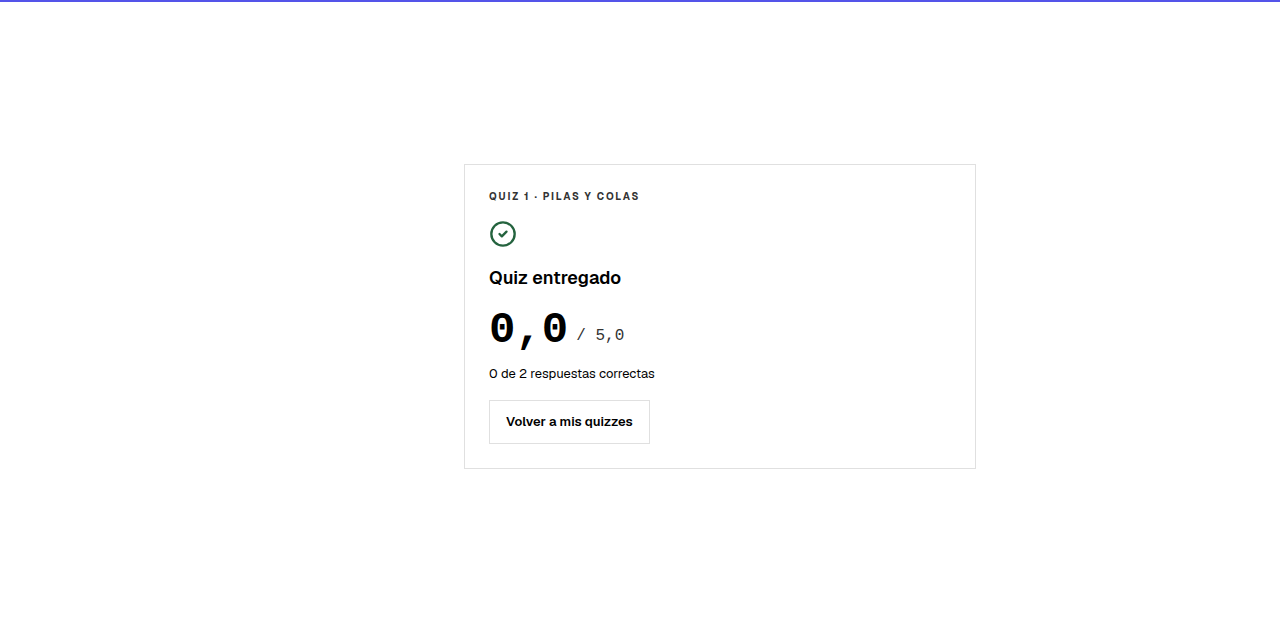 QUIZ 1 · PILAS Y COLAS
Quiz entregado
0,0 / 5,0
0 de 2 respuestas correctas
Volver a mis quizzes